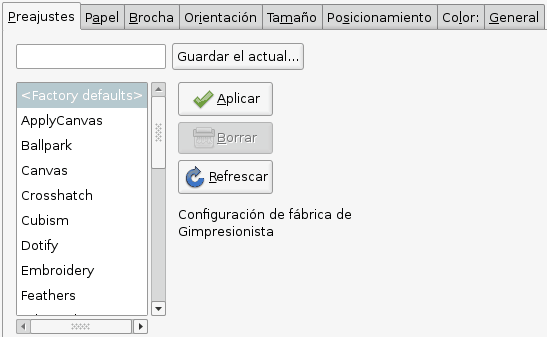 Preajustes Papel Brocha Orientación Tamaño Posicionamiento Color: General
Guardar el actual...
<Factory defaults>
ApplyCanvas
Ballpark
Canvas
Crosshatch
Cubism
Dotify
Embroidery
Feathers
Aplicar
Borrar
Refrescar
Configuración de fábrica de
Gimpresionista